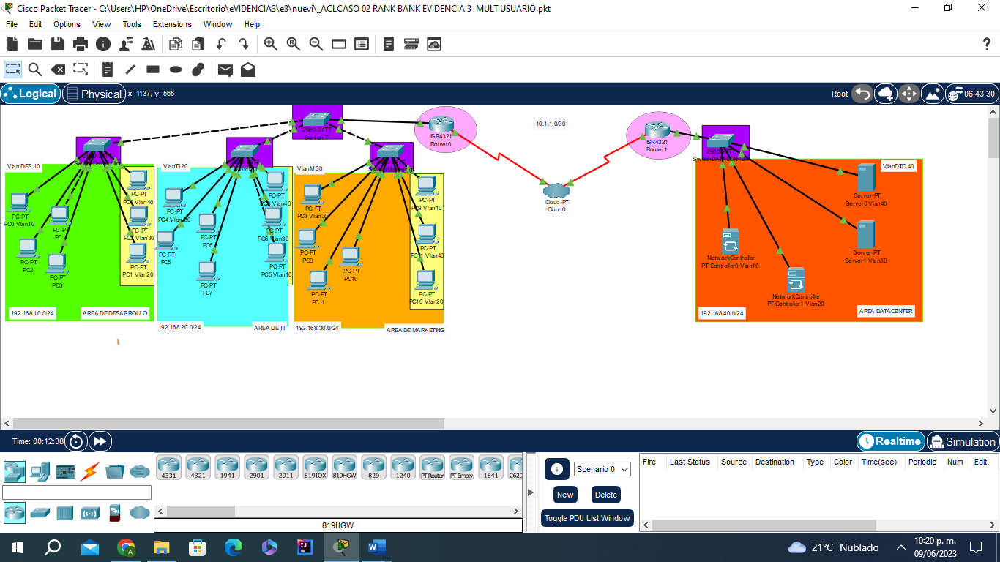 Cisco Packet Tracer - C:\Users\HP\OneDrive\Escritorio\eVIDENCIA3\e3\nuevi\_ACLCASO 02 RANK BANK EVIDENCIA 3 MULTIUSUARIO.pkt
File Edit Options View Tools Extensions Window Help
Logical Physical x: 1137, y: 565 Root 06:43:30
Vlan DES 10
PC-PT
PC0 Vlan10
PC-PT
PC1
PC-PT
PC2
PC-PT
PC3
PC-PT
Vlan40
PC-PT
Vlan30
PC-PT
PC1 Vlan20
192.168.10.0/24
AREA DE DESARROLLO
VlanTI 20
PC-PT
PC4 Vlan20
PC-PT
PC5
PC-PT
PC6
PC-PT
PC7
PC-PT
Vlan40
PC-PT
PC6 Vlan30
PC-PT
PC5 Vlan10
192.168.20.0/24
AREA DE TI
2960-24TT
Switch T
VlanM 30
PC-PT
PC8 Vlan30
PC-PT
PC9
PC-PT
PC10
PC-PT
PC11
PC-PT
PC9 Vlan10
PC-PT
Vlan40
PC-PT
PC10 Vlan20
192.168.30.0/24
AREA DE MARKETING
ISR4321
Router0
10.1.1.0/30
Cloud-PT
Cloud0
ISR4321
Router1
SwitchDATACENTER
VlanDTC 40
Server-PT
Server0 Vlan40
Server-PT
Server1 Vlan30
NetworkController
PT-Controller0 Vlan10
NetworkController
PT-Controller1 Vlan20
192.168.40.0/24
AREA DATACENTER
Time: 00:12:38
Realtime Simulation
4331 4321 1941 2901 2911 819IOX 819HGW 829 1240 PT-Router PT-Empty 1841 2620
819HGW
Scenario 0
New Delete
Toggle PDU List Window
Fire Last Status Source Destination Type Color Time(sec) Periodic Num Edit
21°C Nublado
10:20 p. m.
09/06/2023